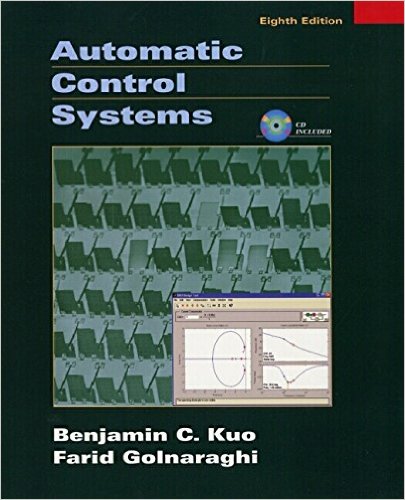 Eighth Edition
Automatic
Control
Systems
CD
INCLUDED
Benjamin C. Kuo
Farid Golnaraghi